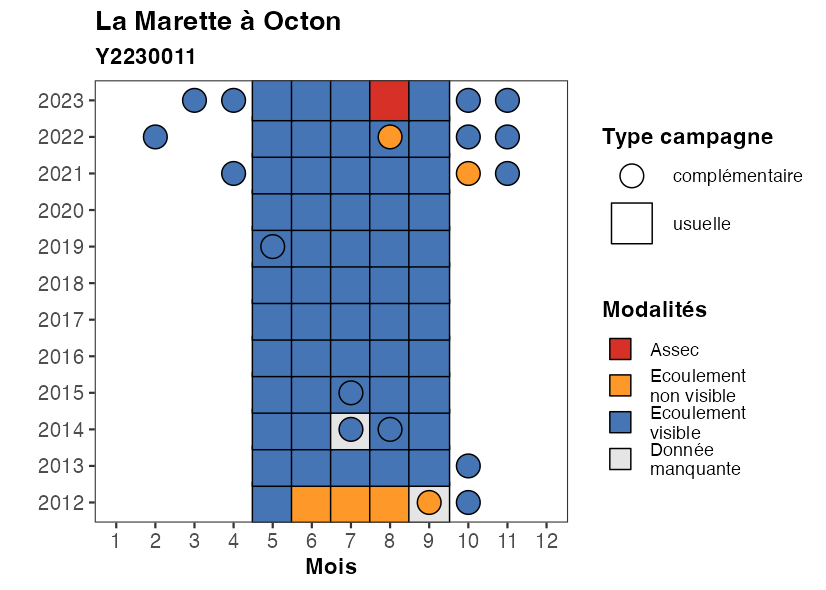 La Marette à Octon
Y2230011
2023
2022
2021
2020
2019
2018
2017
2016
2015
2014
2013
2012
1 2 3 4 5 6 7 8 9 10 11 12
Mois
Type campagne
complémentaire
usuelle
Modalités
Assec
Ecoulement
non visible
Ecoulement
visible
Donnée
manquante